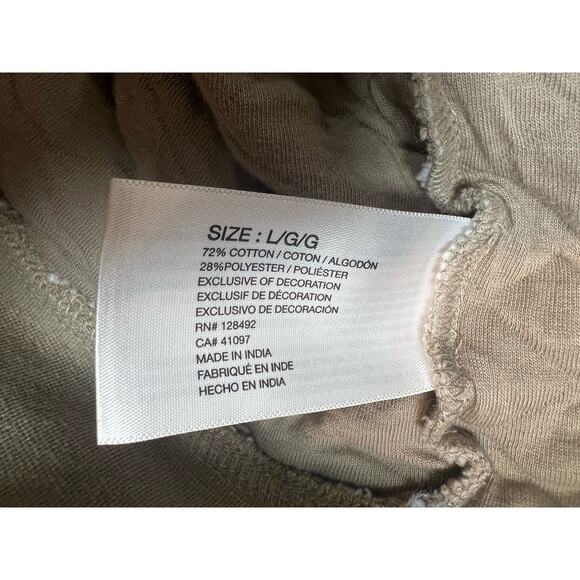 SIZE : L/G/G
72% COTTON / COTON / ALGODÓN
28%POLYESTER / POLIÉSTER
EXCLUSIVE OF DECORATION
EXCLUSIF DE DÉCORATION
EXCLUSIVO DE DECORACIÓN
RN# 128492
CA# 41097
MADE IN INDIA
FABRIQUÉ EN INDE
HECHO EN INDIA